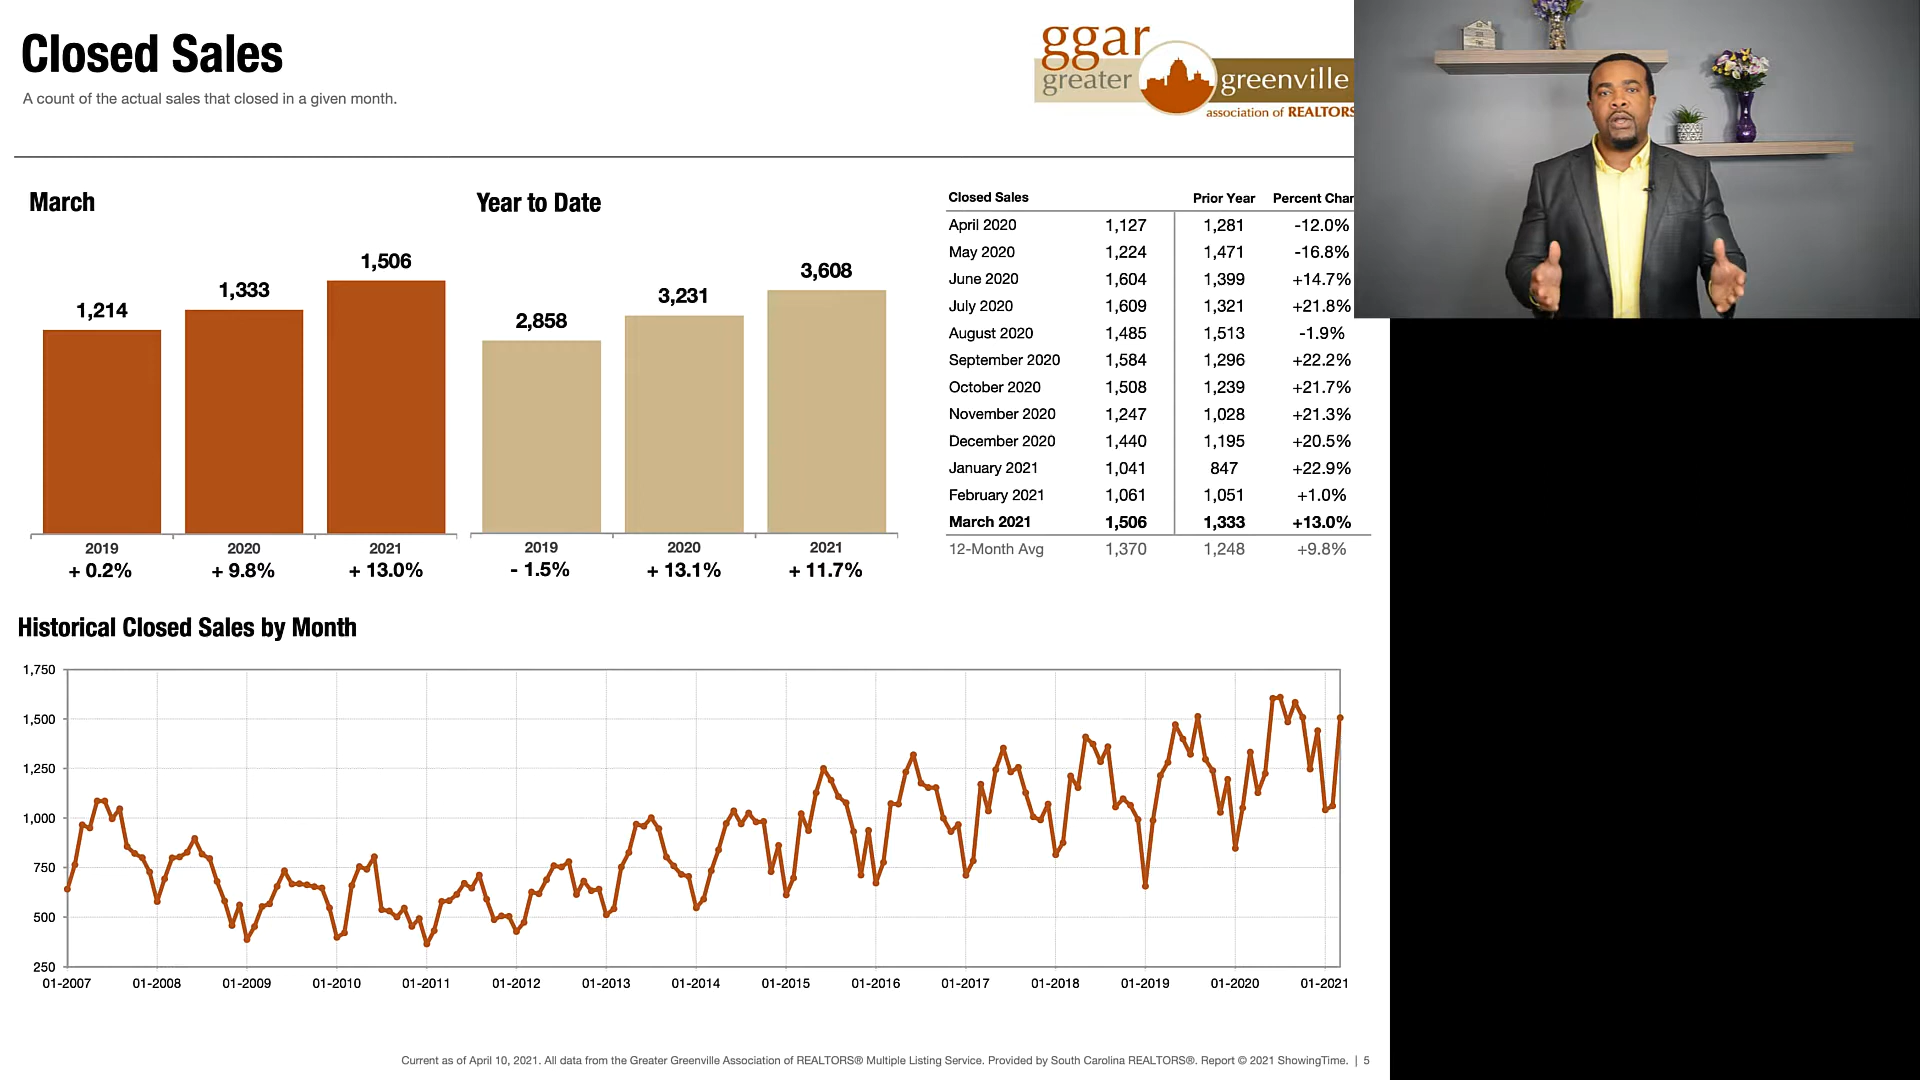 Closed Sales
A count of the actual sales that closed in a given month.
ggar
greater greenville
association of REALTORS
March
1,214 1,333 1,506
2019 2020 2021
+ 0.2% + 9.8% + 13.0%
Year to Date
2,858 3,231 3,608
2019 2020 2021
- 1.5% + 13.1% + 11.7%
Closed Sales Prior Year Percent Chan
April 2020 1,127 1,281 -12.0%
May 2020 1,224 1,471 -16.8%
June 2020 1,604 1,399 +14.7%
July 2020 1,609 1,321 +21.8%
August 2020 1,485 1,513 -1.9%
September 2020 1,584 1,296 +22.2%
October 2020 1,508 1,239 +21.7%
November 2020 1,247 1,028 +21.3%
December 2020 1,440 1,195 +20.5%
January 2021 1,041 847 +22.9%
February 2021 1,061 1,051 +1.0%
March 2021 1,506 1,333 +13.0%
12-Month Avg 1,370 1,248 +9.8%
Historical Closed Sales by Month
1,750
1,500
1,250
1,000
750
500
250
01-2007 01-2008 01-2009 01-2010 01-2011 01-2012 01-2013 01-2014 01-2015 01-2016 01-2017 01-2018 01-2019 01-2020 01-2021
Current as of April 10, 2021. All data from the Greater Greenville Association of REALTORS® Multiple Listing Service. Provided by South Carolina REALTORS®. Report © 2021 ShowingTime. | 5